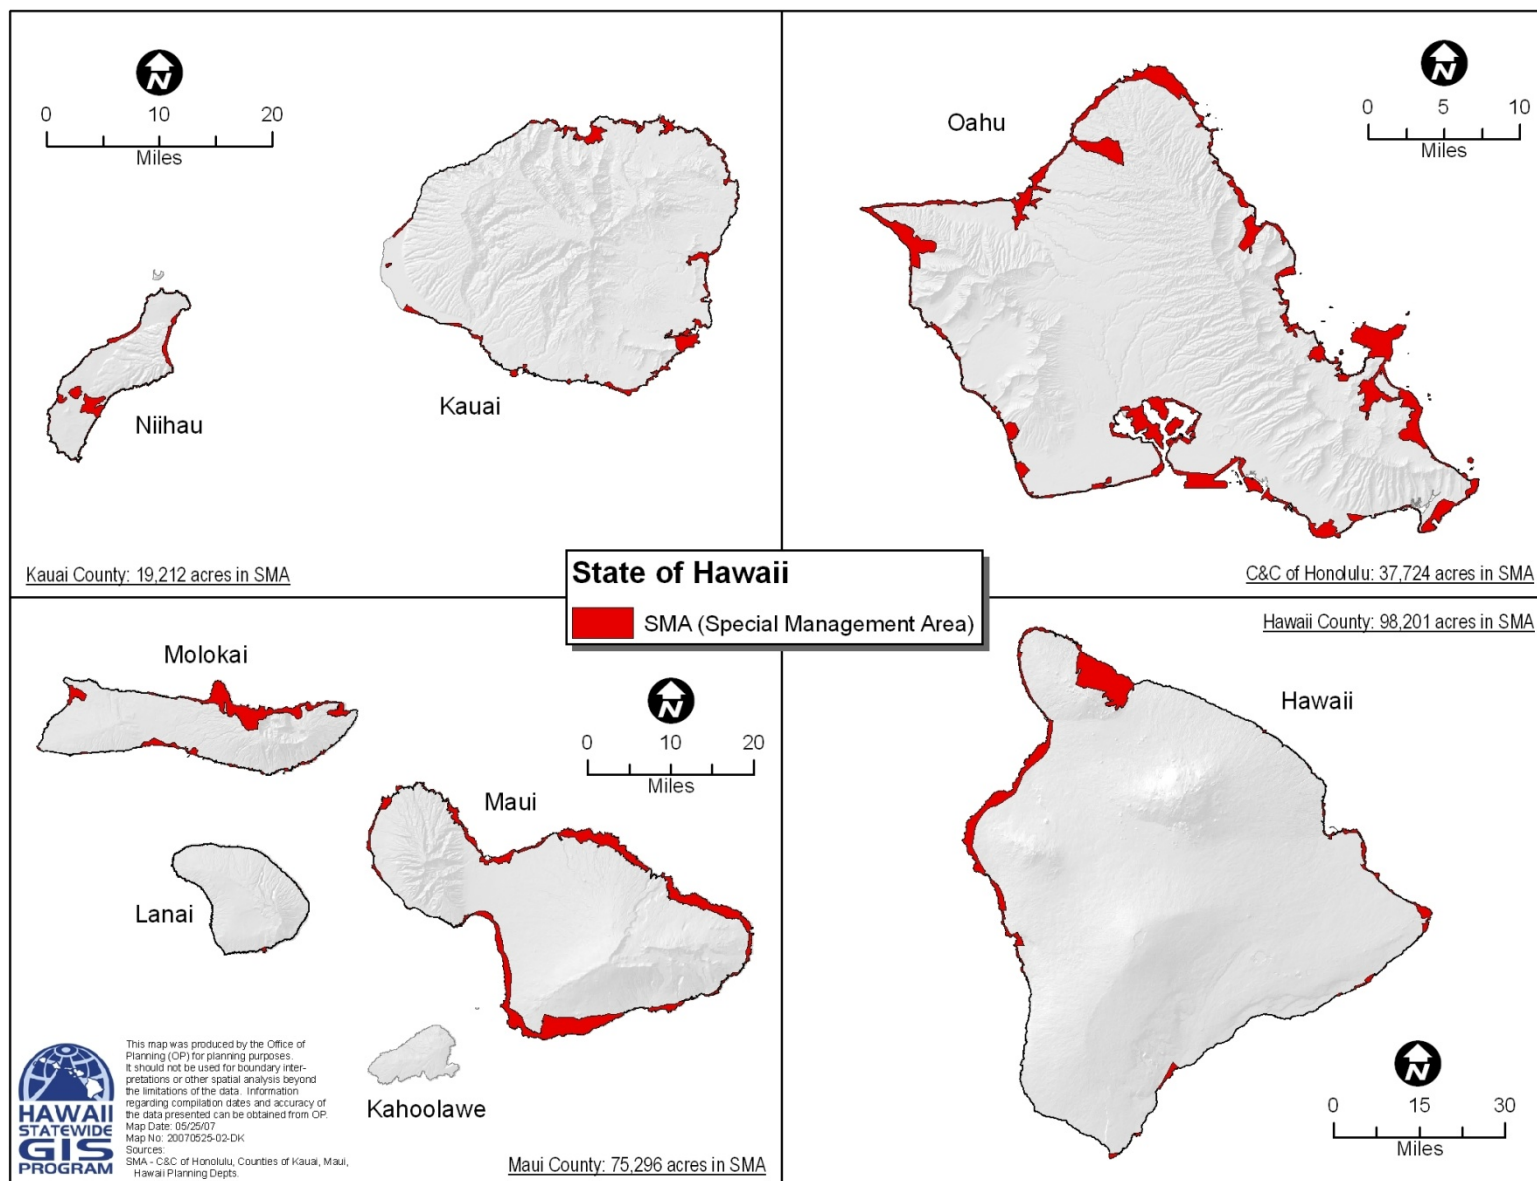 N
0 10 20
Miles
Kauai
Niihau
Kauai County: 19,212 acres in SMA
Oahu
N
0 5 10
Miles
C&C of Honolulu: 37,724 acres in SMA
State of Hawaii
SMA (Special Management Area)
Molokai
N
0 10 20
Miles
Maui
Lanai
Kahoolawe
HAWAII
STATEWIDE
GIS
PROGRAM
This map was produced by the Office of
Planning (OP) for planning purposes.
It should not be used for boundary inter-
pretations or other spatial analysis beyond
the limitations of the data. Information
regarding compilation dates and accuracy of
the data presented can be obtained from OP.
Map Date: 05/25/07
Map No: 20070525-02-DK
Sources:
SMA - C&C of Honolulu, Counties of Kauai, Maui,
Hawaii Planning Depts.
Maui County: 75,296 acres in SMA
Hawaii County: 98,201 acres in SMA
Hawaii
N
0 15 30
Miles